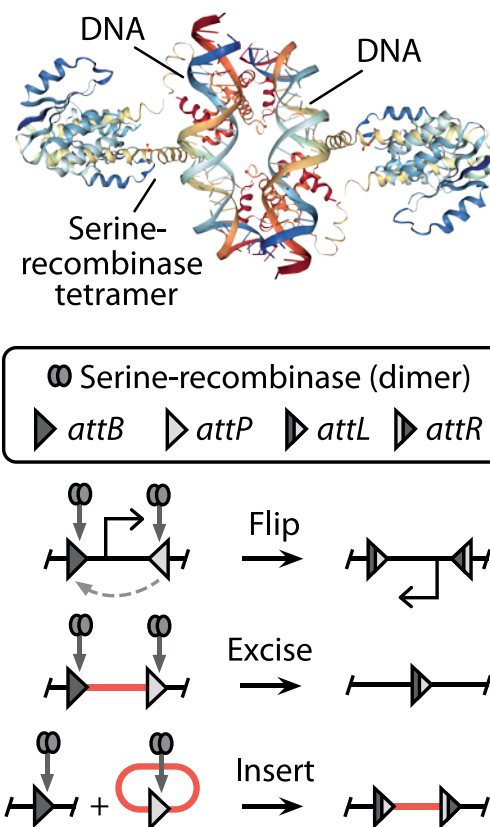 DNA
DNA
Serine-
recombinase
tetramer
Serine-recombinase (dimer)
attB attP attL attR
Flip
Excise
+ Insert